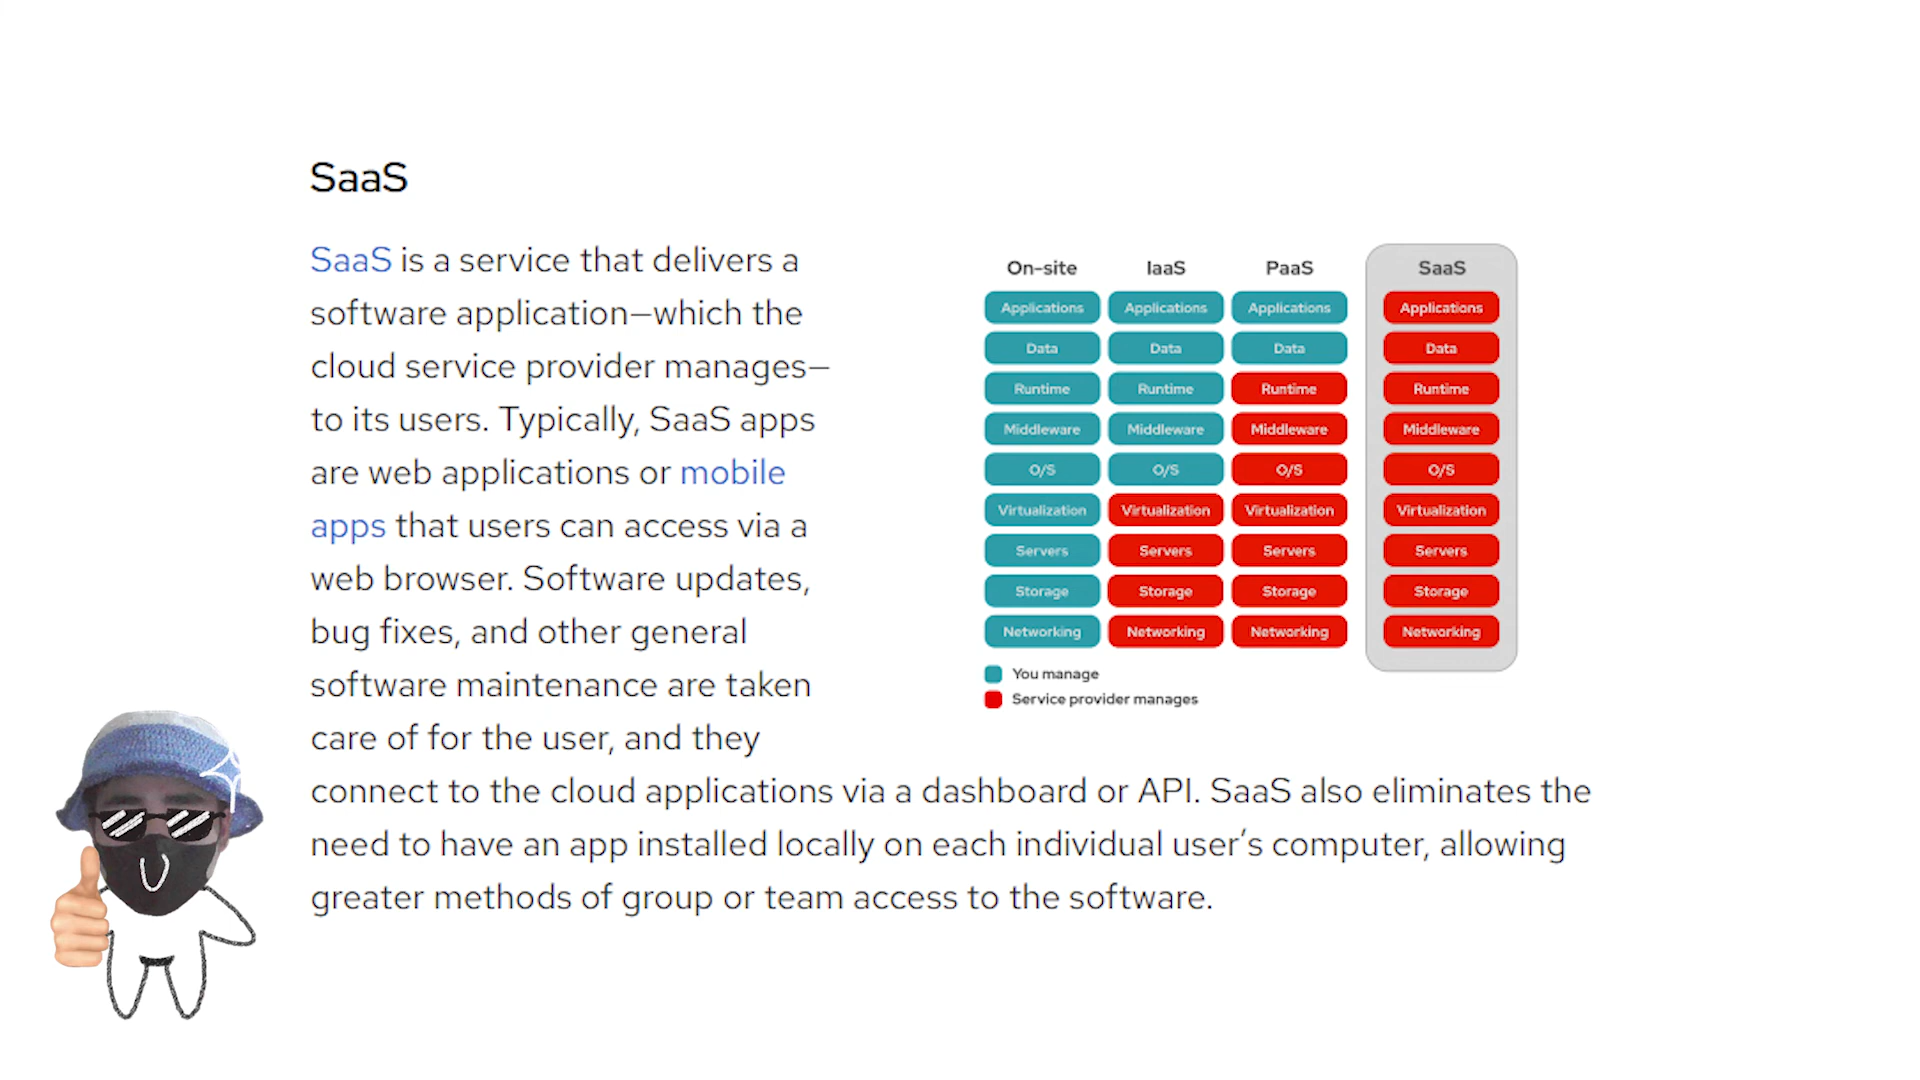 SaaS
SaaS is a service that delivers a
software application—which the
cloud service provider manages—
to its users. Typically, SaaS apps
are web applications or mobile
apps that users can access via a
web browser. Software updates,
bug fixes, and other general
software maintenance are taken
care of for the user, and they
connect to the cloud applications via a dashboard or API. SaaS also eliminates the
need to have an app installed locally on each individual user’s computer, allowing
greater methods of group or team access to the software.
On-site IaaS PaaS SaaS
Applications Applications Applications Applications
Data Data Data Data
Runtime Runtime Runtime Runtime
Middleware Middleware Middleware Middleware
O/S O/S O/S O/S
Virtualization Virtualization Virtualization Virtualization
Servers Servers Servers Servers
Storage Storage Storage Storage
Networking Networking Networking Networking
You manage
Service provider manages